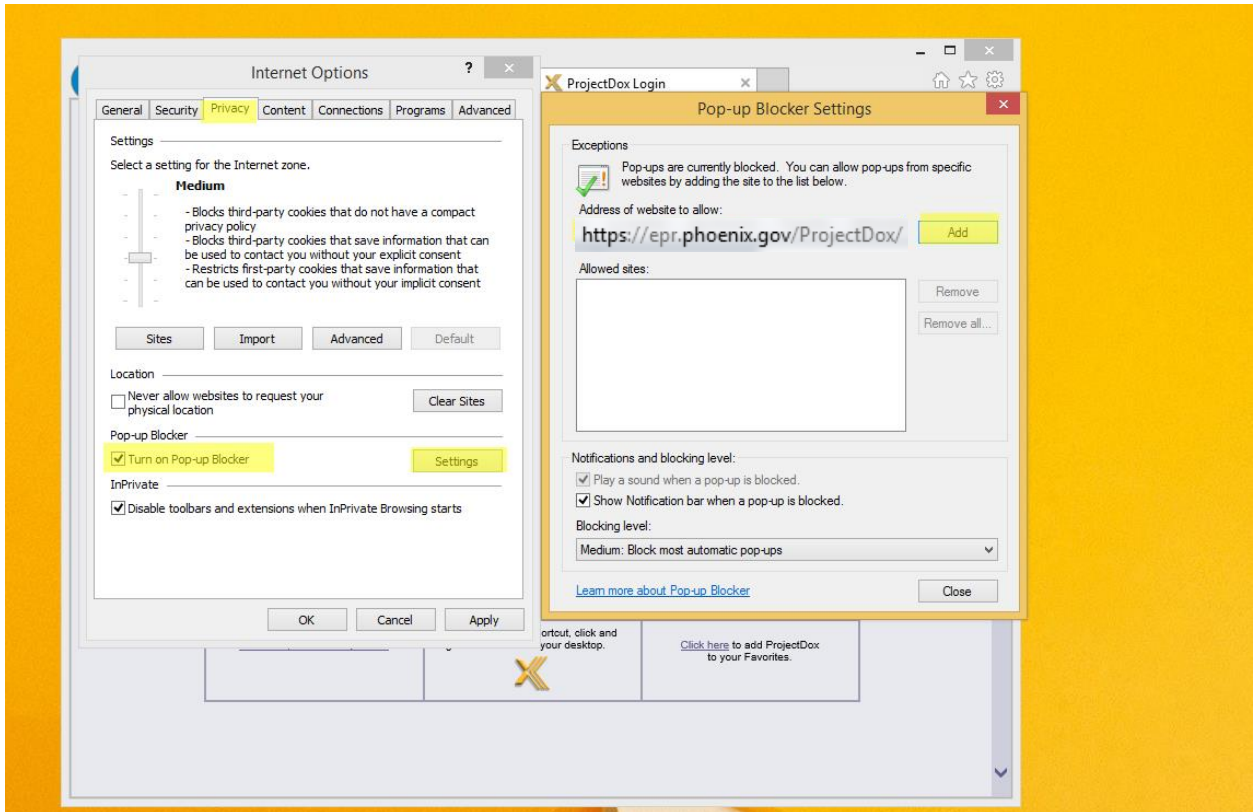 Internet Options
?
General Security Privacy Content Connections Programs Advanced
Settings
Select a setting for the Internet zone.
Medium
- Blocks third-party cookies that do not have a compact
privacy policy
- Blocks third-party cookies that save information that can
be used to contact you without your explicit consent
- Restricts first-party cookies that save information that
can be used to contact you without your implicit consent
Sites Import Advanced Default
Location
Never allow websites to request your
physical location
Clear Sites
Pop-up Blocker
Turn on Pop-up Blocker
Settings
InPrivate
Disable toolbars and extensions when InPrivate Browsing starts
OK Cancel Apply
ProjectDox Login
Pop-up Blocker Settings
Exceptions
Pop-ups are currently blocked. You can allow pop-ups from specific
websites by adding the site to the list below.
Address of website to allow:
https://epr.phoenix.gov/ProjectDox/
Add
Allowed sites:
Remove
Remove all...
Notifications and blocking level:
Play a sound when a pop-up is blocked.
Show Notification bar when a pop-up is blocked.
Blocking level:
Medium: Block most automatic pop-ups
Learn more about Pop-up Blocker
Close
ortcut, click and
your desktop.
Click here to add ProjectDox
to your Favorites.